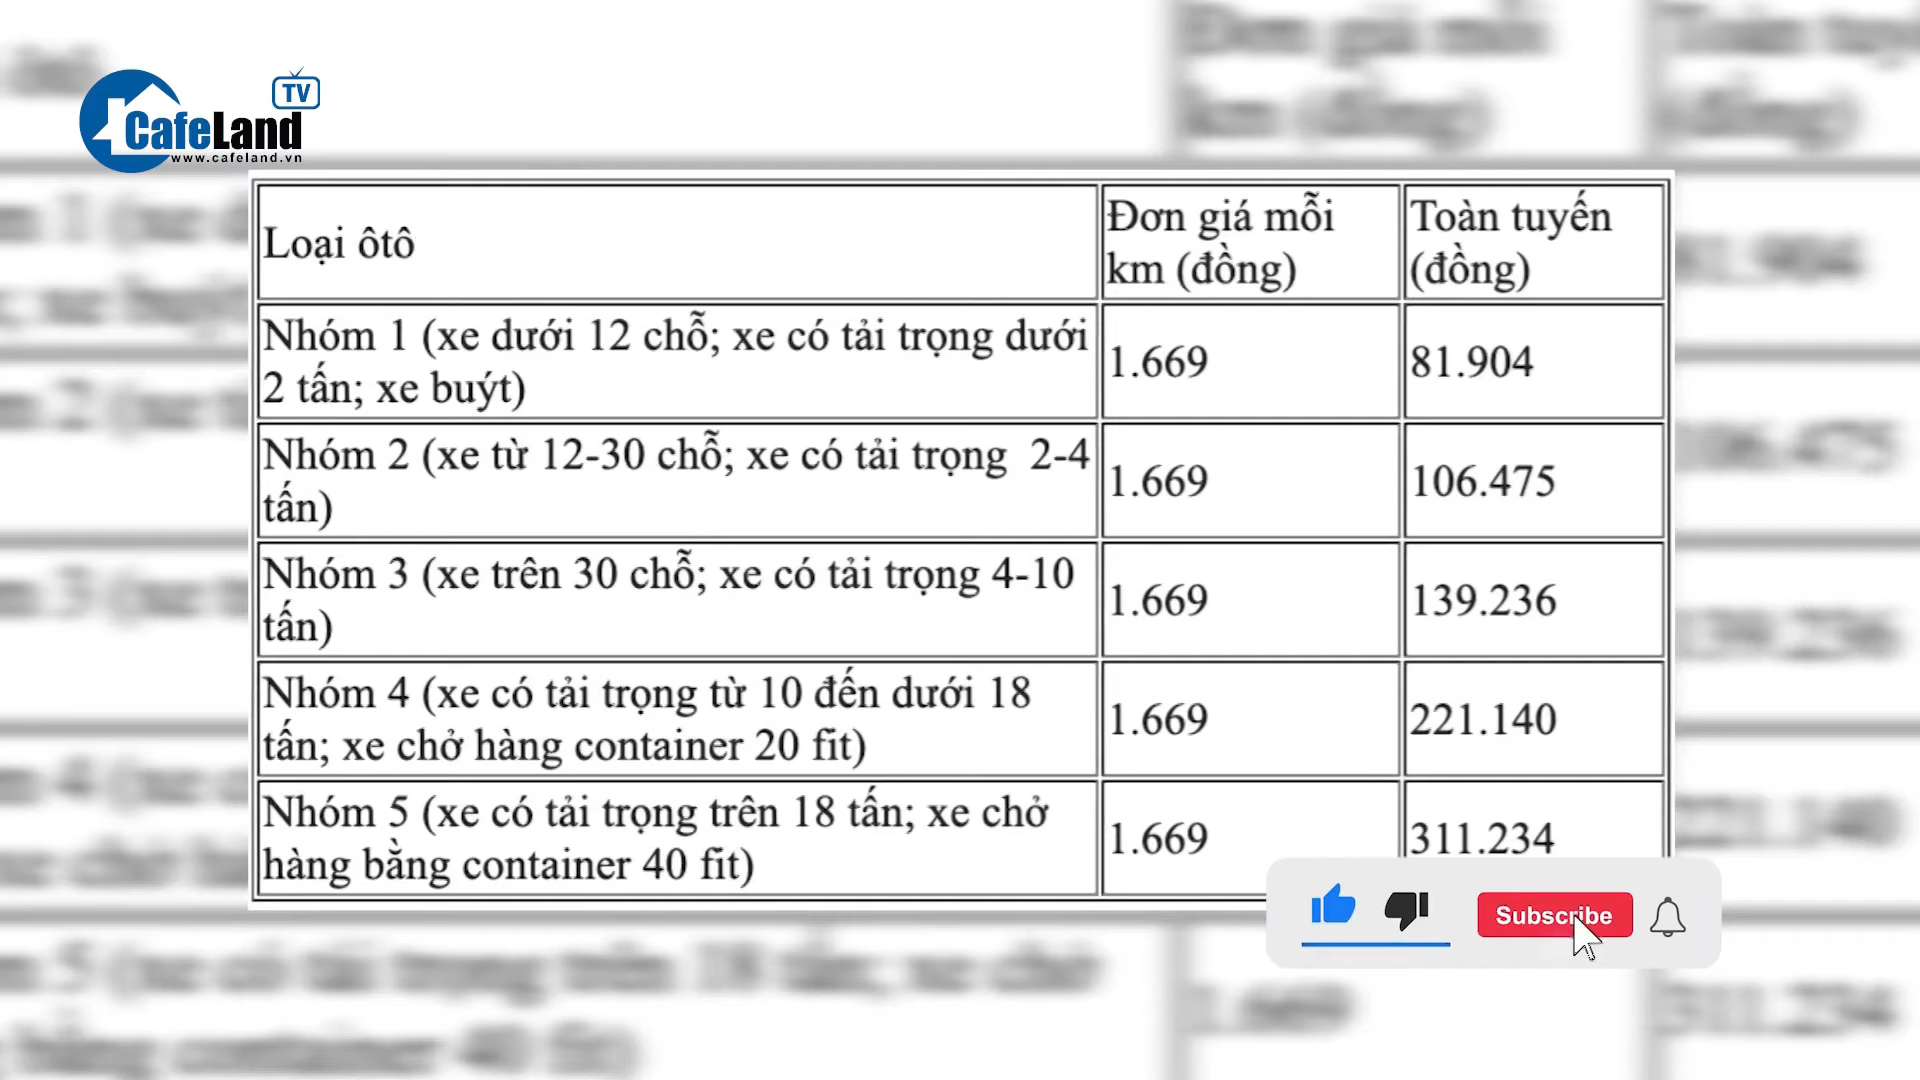 TV
CafeLand
www.cafeland.vn
Loại ôtô
Đơn giá mỗi
km (đồng)
Toàn tuyến
(đồng)
Nhóm 1 (xe dưới 12 chỗ; xe có tải trọng dưới
2 tấn; xe buýt)
1.669
81.904
Nhóm 2 (xe từ 12-30 chỗ; xe có tải trọng 2-4
tấn)
1.669
106.475
Nhóm 3 (xe trên 30 chỗ; xe có tải trọng 4-10
tấn)
1.669
139.236
Nhóm 4 (xe có tải trọng từ 10 đến dưới 18
tấn; xe chở hàng container 20 fit)
1.669
221.140
Nhóm 5 (xe có tải trọng trên 18 tấn; xe chở
hàng bằng container 40 fit)
1.669
311.234
Subscribe